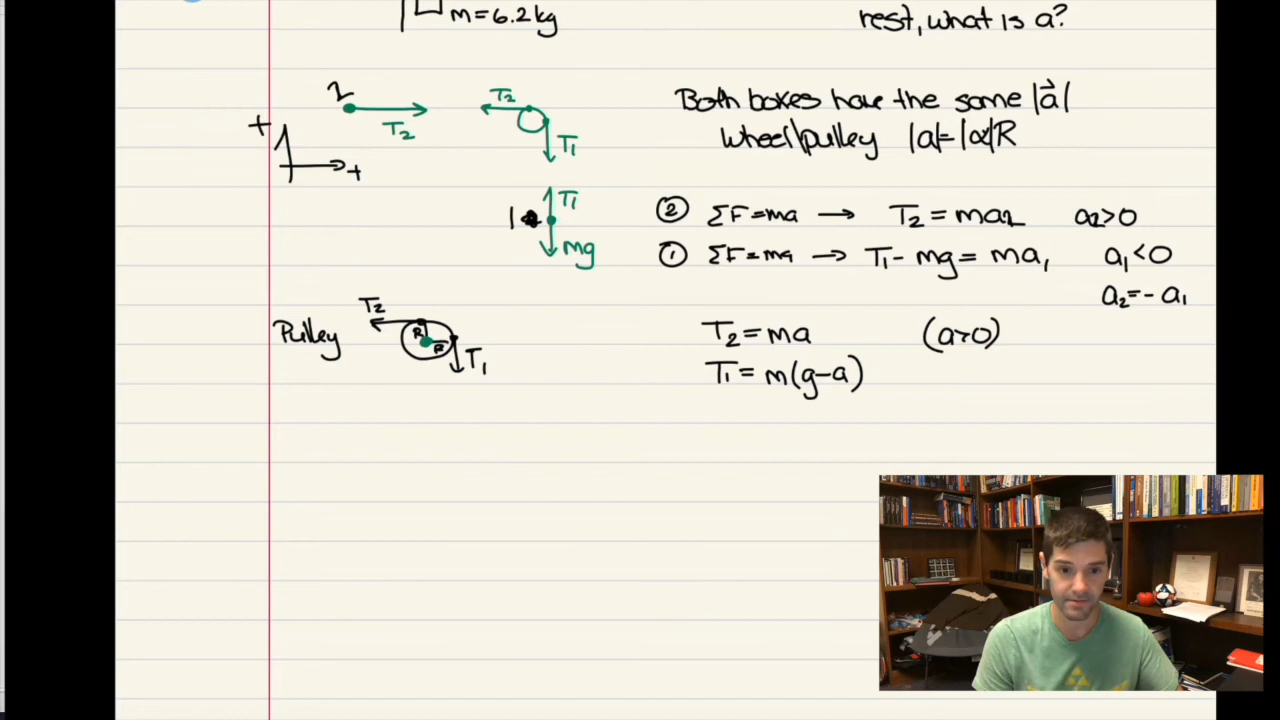 m=6.2kg
rest, what is a?
2
T₂
T₂
T₁
+
+
Both boxes have the same |a⃗|
wheel/pulley |a|=|α|R
T₁
1
mg
② ΣF=ma → T₂ = ma₂ a₂>0
① ΣF=ma → T₁- mg = ma₁ a₁<0
a₂=-a₁
Pulley
T₂
R
R
T₁
T₂ = ma (a>0)
T₁ = m(g-a)